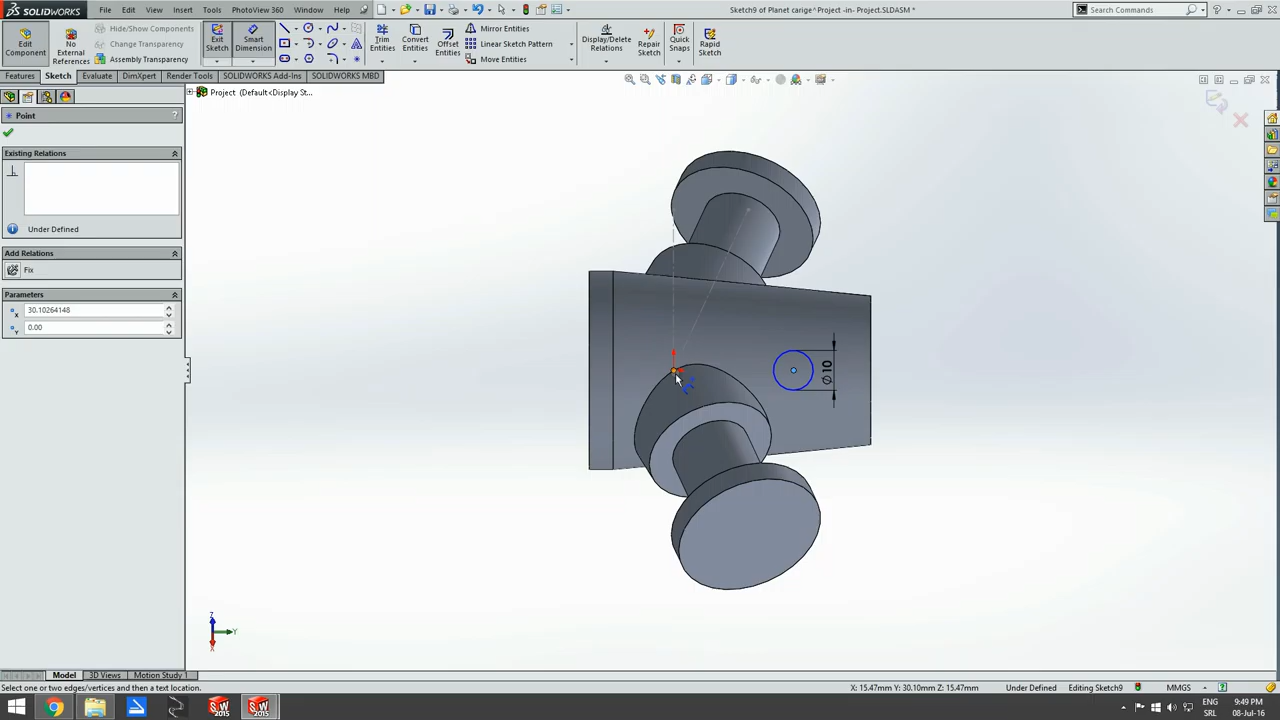 SOLIDWORKS File Edit View Insert Tools PhotoView 360 Window Help Sketch9 of Planet carige^ Project -in- Project.SLDASM * Search Commands
Edit Component
No External References
Hide/Show Components
Change Transparency
Assembly Transparency
Exit Sketch
Smart Dimension
Trim Entities
Convert Entities
Offset Entities
Mirror Entities
Linear Sketch Pattern
Move Entities
Display/Delete Relations
Repair Sketch
Quick Snaps
Rapid Sketch
Features Sketch Evaluate DimXpert Render Tools SOLIDWORKS Add-Ins SOLIDWORKS MBD
Project (Default<Display St...
Point ?
Existing Relations
Under Defined
Add Relations
Fix
Parameters
X 30.10264148
Y 0.00
Ø10
Z
Y
X
Model 3D Views Motion Study 1
Select one or two edges/vertices and then a text location. X: 15.47mm Y: 30.10mm Z: 15.47mm Under Defined Editing Sketch9 MMGS
SW 2015 SW 2015 ENG 9:49 PM
SRL 08-Jul-16